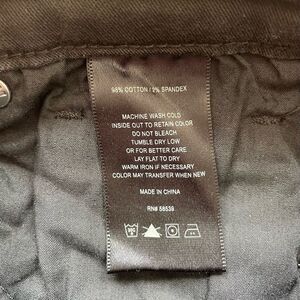 98% COTTON / 2% SPANDEX
MACHINE WASH COLD
INSIDE OUT TO RETAIN COLOR
DO NOT BLEACH
TUMBLE DRY LOW
OR FOR BETTER CARE
LAY FLAT TO DRY
WARM IRON IF NECESSARY
COLOR MAY TRANSFER WHEN NEW
MADE IN CHINA
RN# 58539